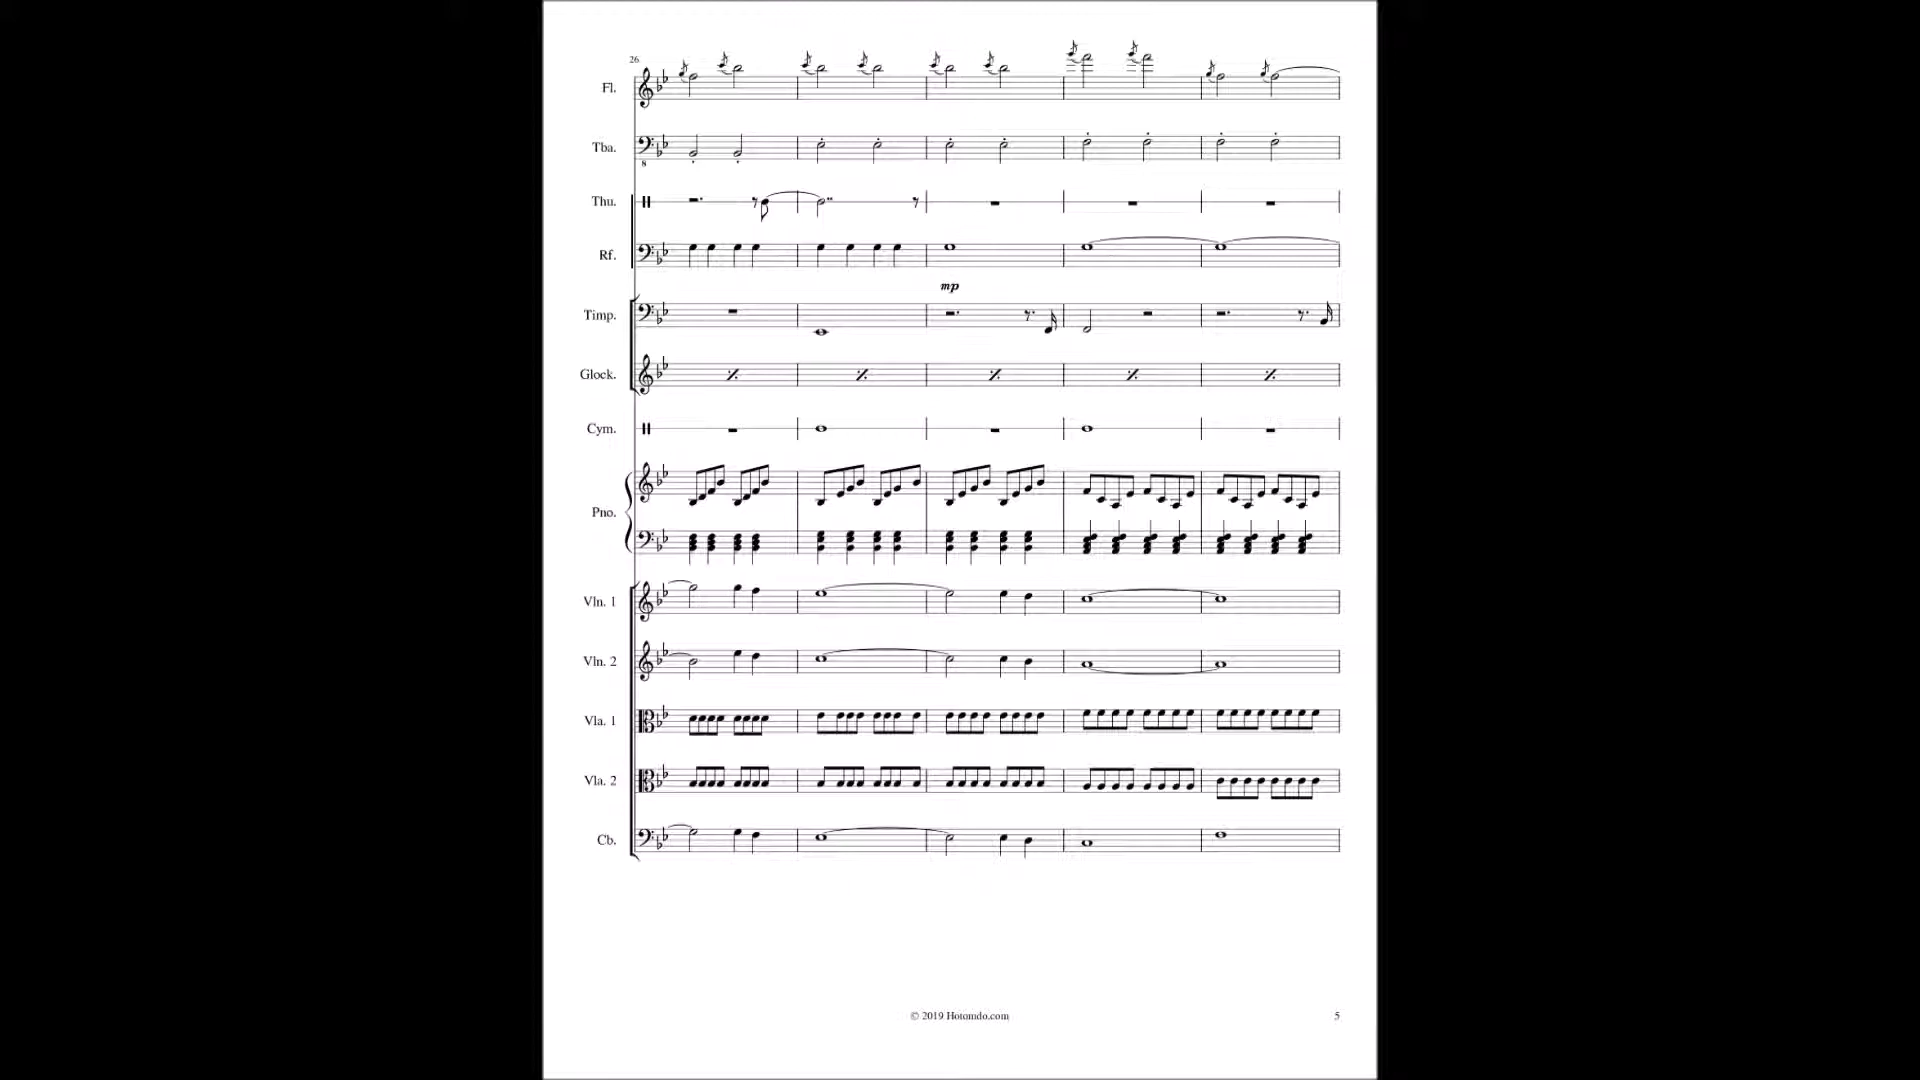 26
Fl.
Tba.
8
Thu.
Rf.
mp
Timp.
Glock.
Cym.
Pno.
Vln. 1
Vln. 2
Vla. 1
Vla. 2
Cb.
© 2019 Hotomdo.com
5